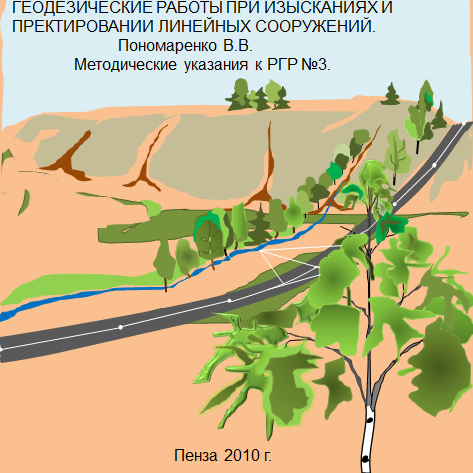 ГЕОДЕЗИЧЕСКИЕ РАБОТЫ ПРИ ИЗЫСКАНИЯХ И
ПРЕКТИРОВАНИИ ЛИНЕЙНЫХ СООРУЖЕНИЙ.
Пономаренко В.В.
Методические указания к РГР №3.
Пенза 2010 г.